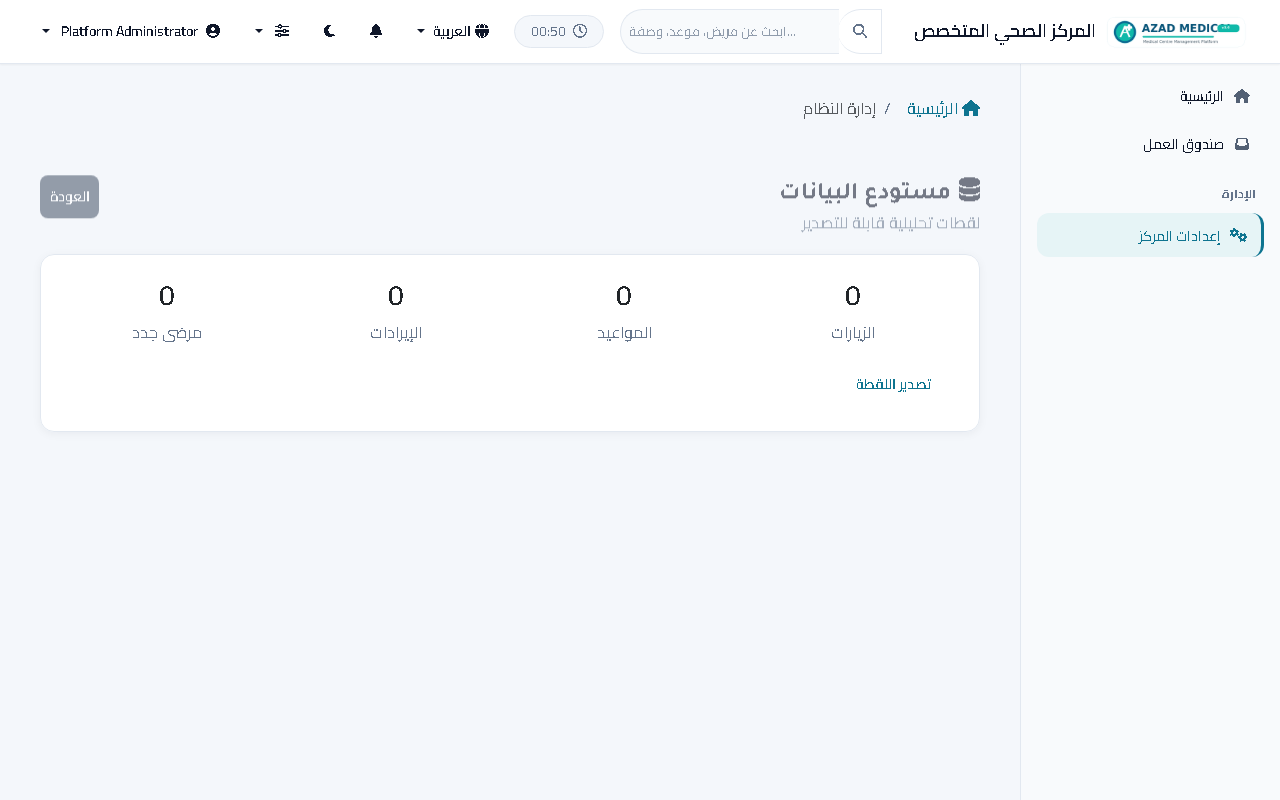 AZAD MEDIC
Medical Centre Management Platform
المركز الصحي المتخصص
ابحث عن مريض، موعد، وصفة...
00:50
العربية
Platform Administrator
الرئيسية
صندوق العمل
الإدارة
إعدادات المركز
الرئيسية / إدارة النظام
مستودع البيانات
لقطات تحليلية قابلة للتصدير
العودة
0
الزيارات
0
المواعيد
0
الإيرادات
0
مرضى جدد
تصدير اللقطة